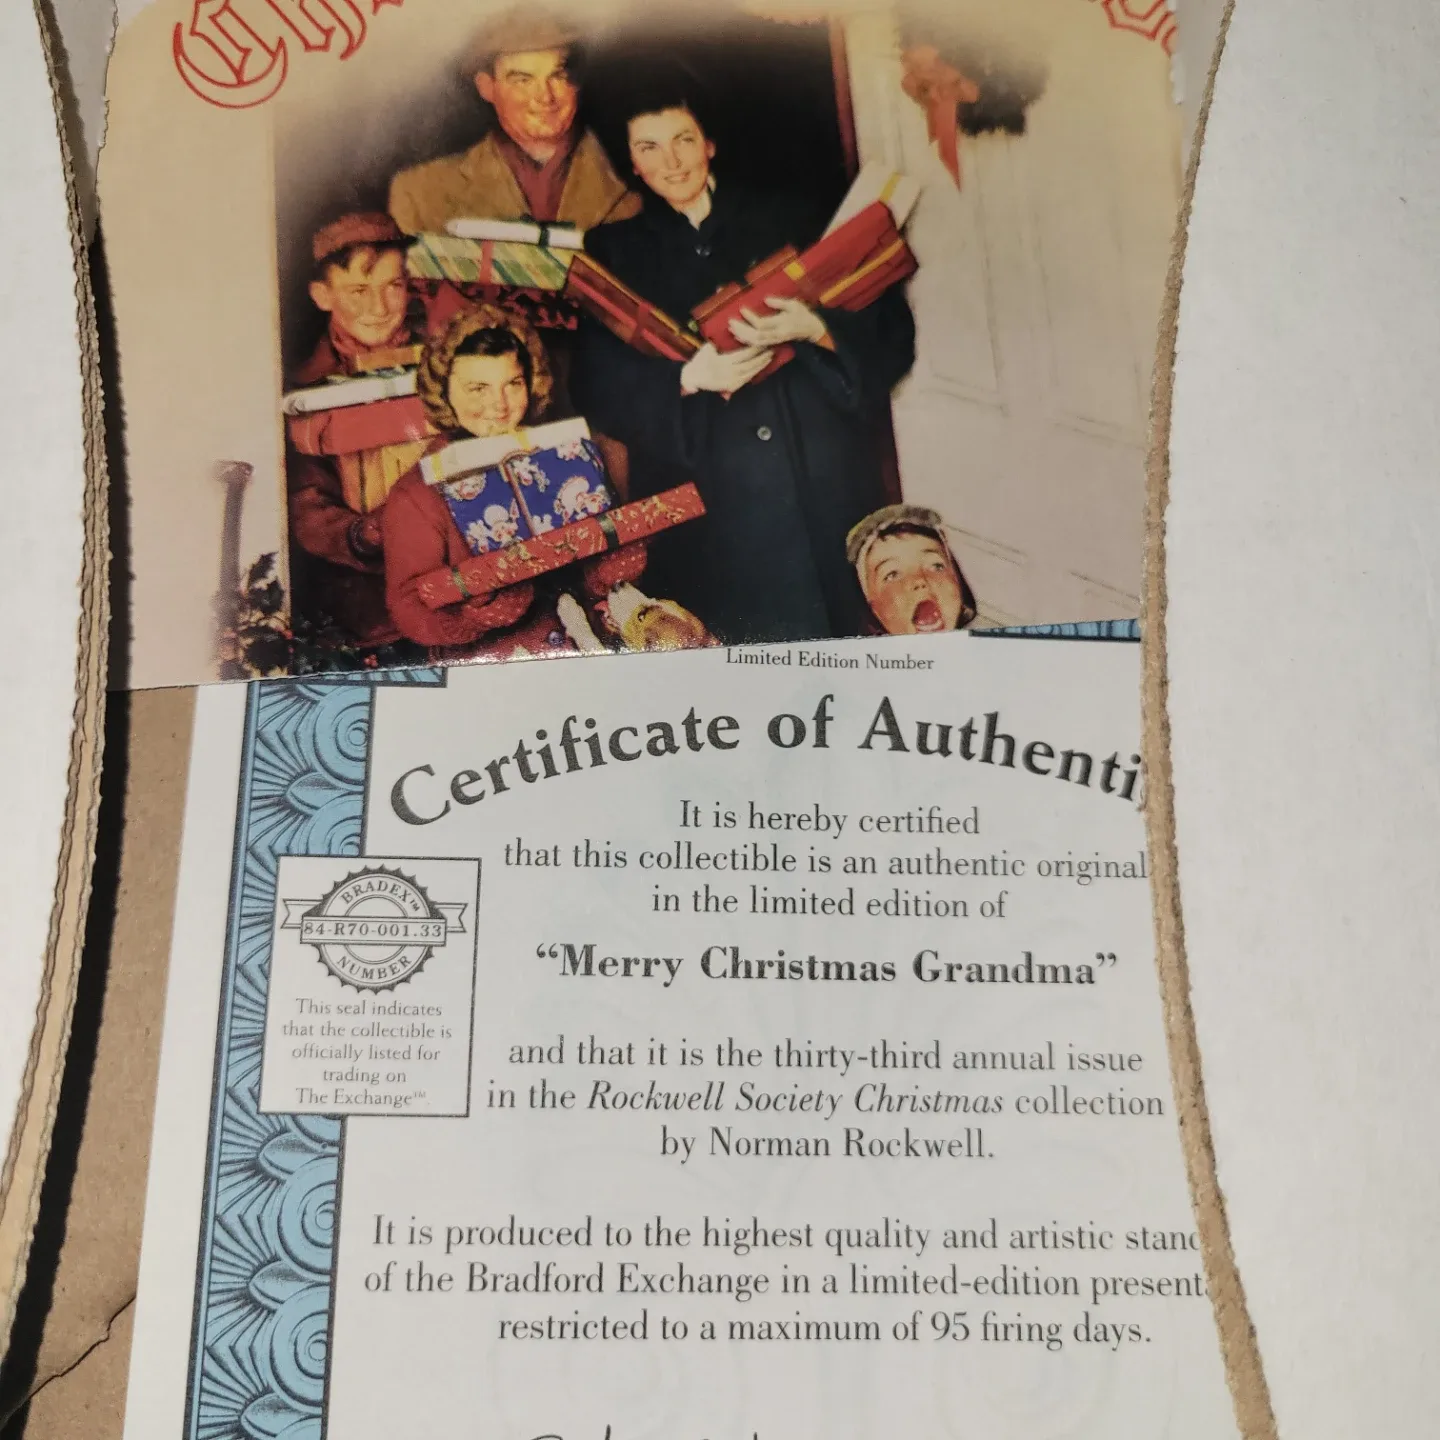 Limited Edition Number
Certificate of Authenti
It is hereby certified
that this collectible is an authentic original
in the limited edition of
“Merry Christmas Grandma”
and that it is the thirty-third annual issue
in the Rockwell Society Christmas collection
by Norman Rockwell.
It is produced to the highest quality and artistic stand
of the Bradford Exchange in a limited-edition present
restricted to a maximum of 95 firing days.
BRADEX™
84-R70-001.33
NUMBER
This seal indicates
that the collectible is
officially listed for
trading on
The Exchange™.